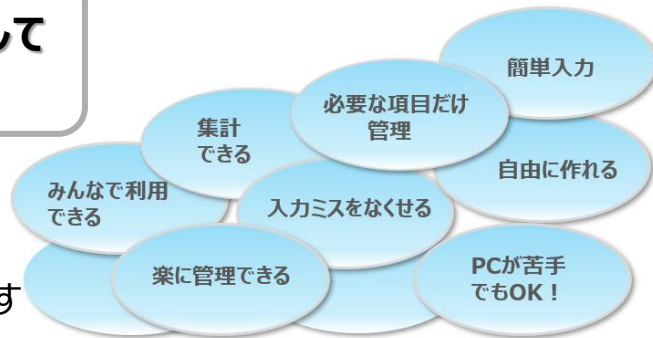 して
簡単入力
必要な項目だけ
管理
集計
できる
自由に作れる
みんなで利用
できる
入力ミスをなくせる
楽に管理できる
PCが苦手
でもOK！
す